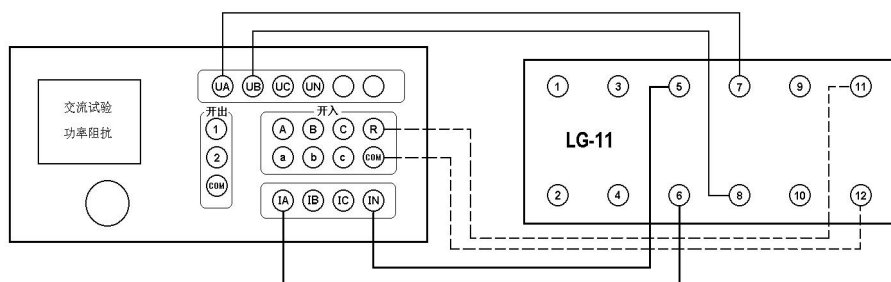 UA UB UC UN
开出 开入
交流试验
功率阻抗
1 A B C R
2 a b c COM
COM
IA IB IC IN
1 3 5 7 9 11
LG-11
2 4 6 8 10 12